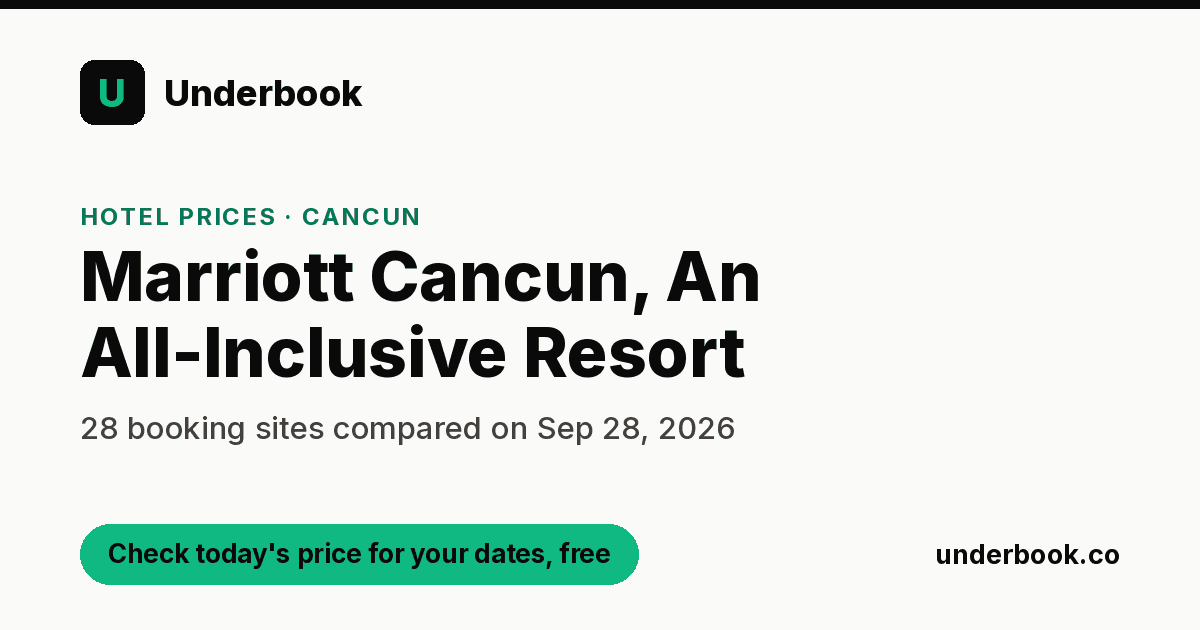 U
Underbook
HOTEL PRICES · CANCUN
Marriott Cancun, An
All-Inclusive Resort
28 booking sites compared on Sep 28, 2026
Check today's price for your dates, free
underbook.co